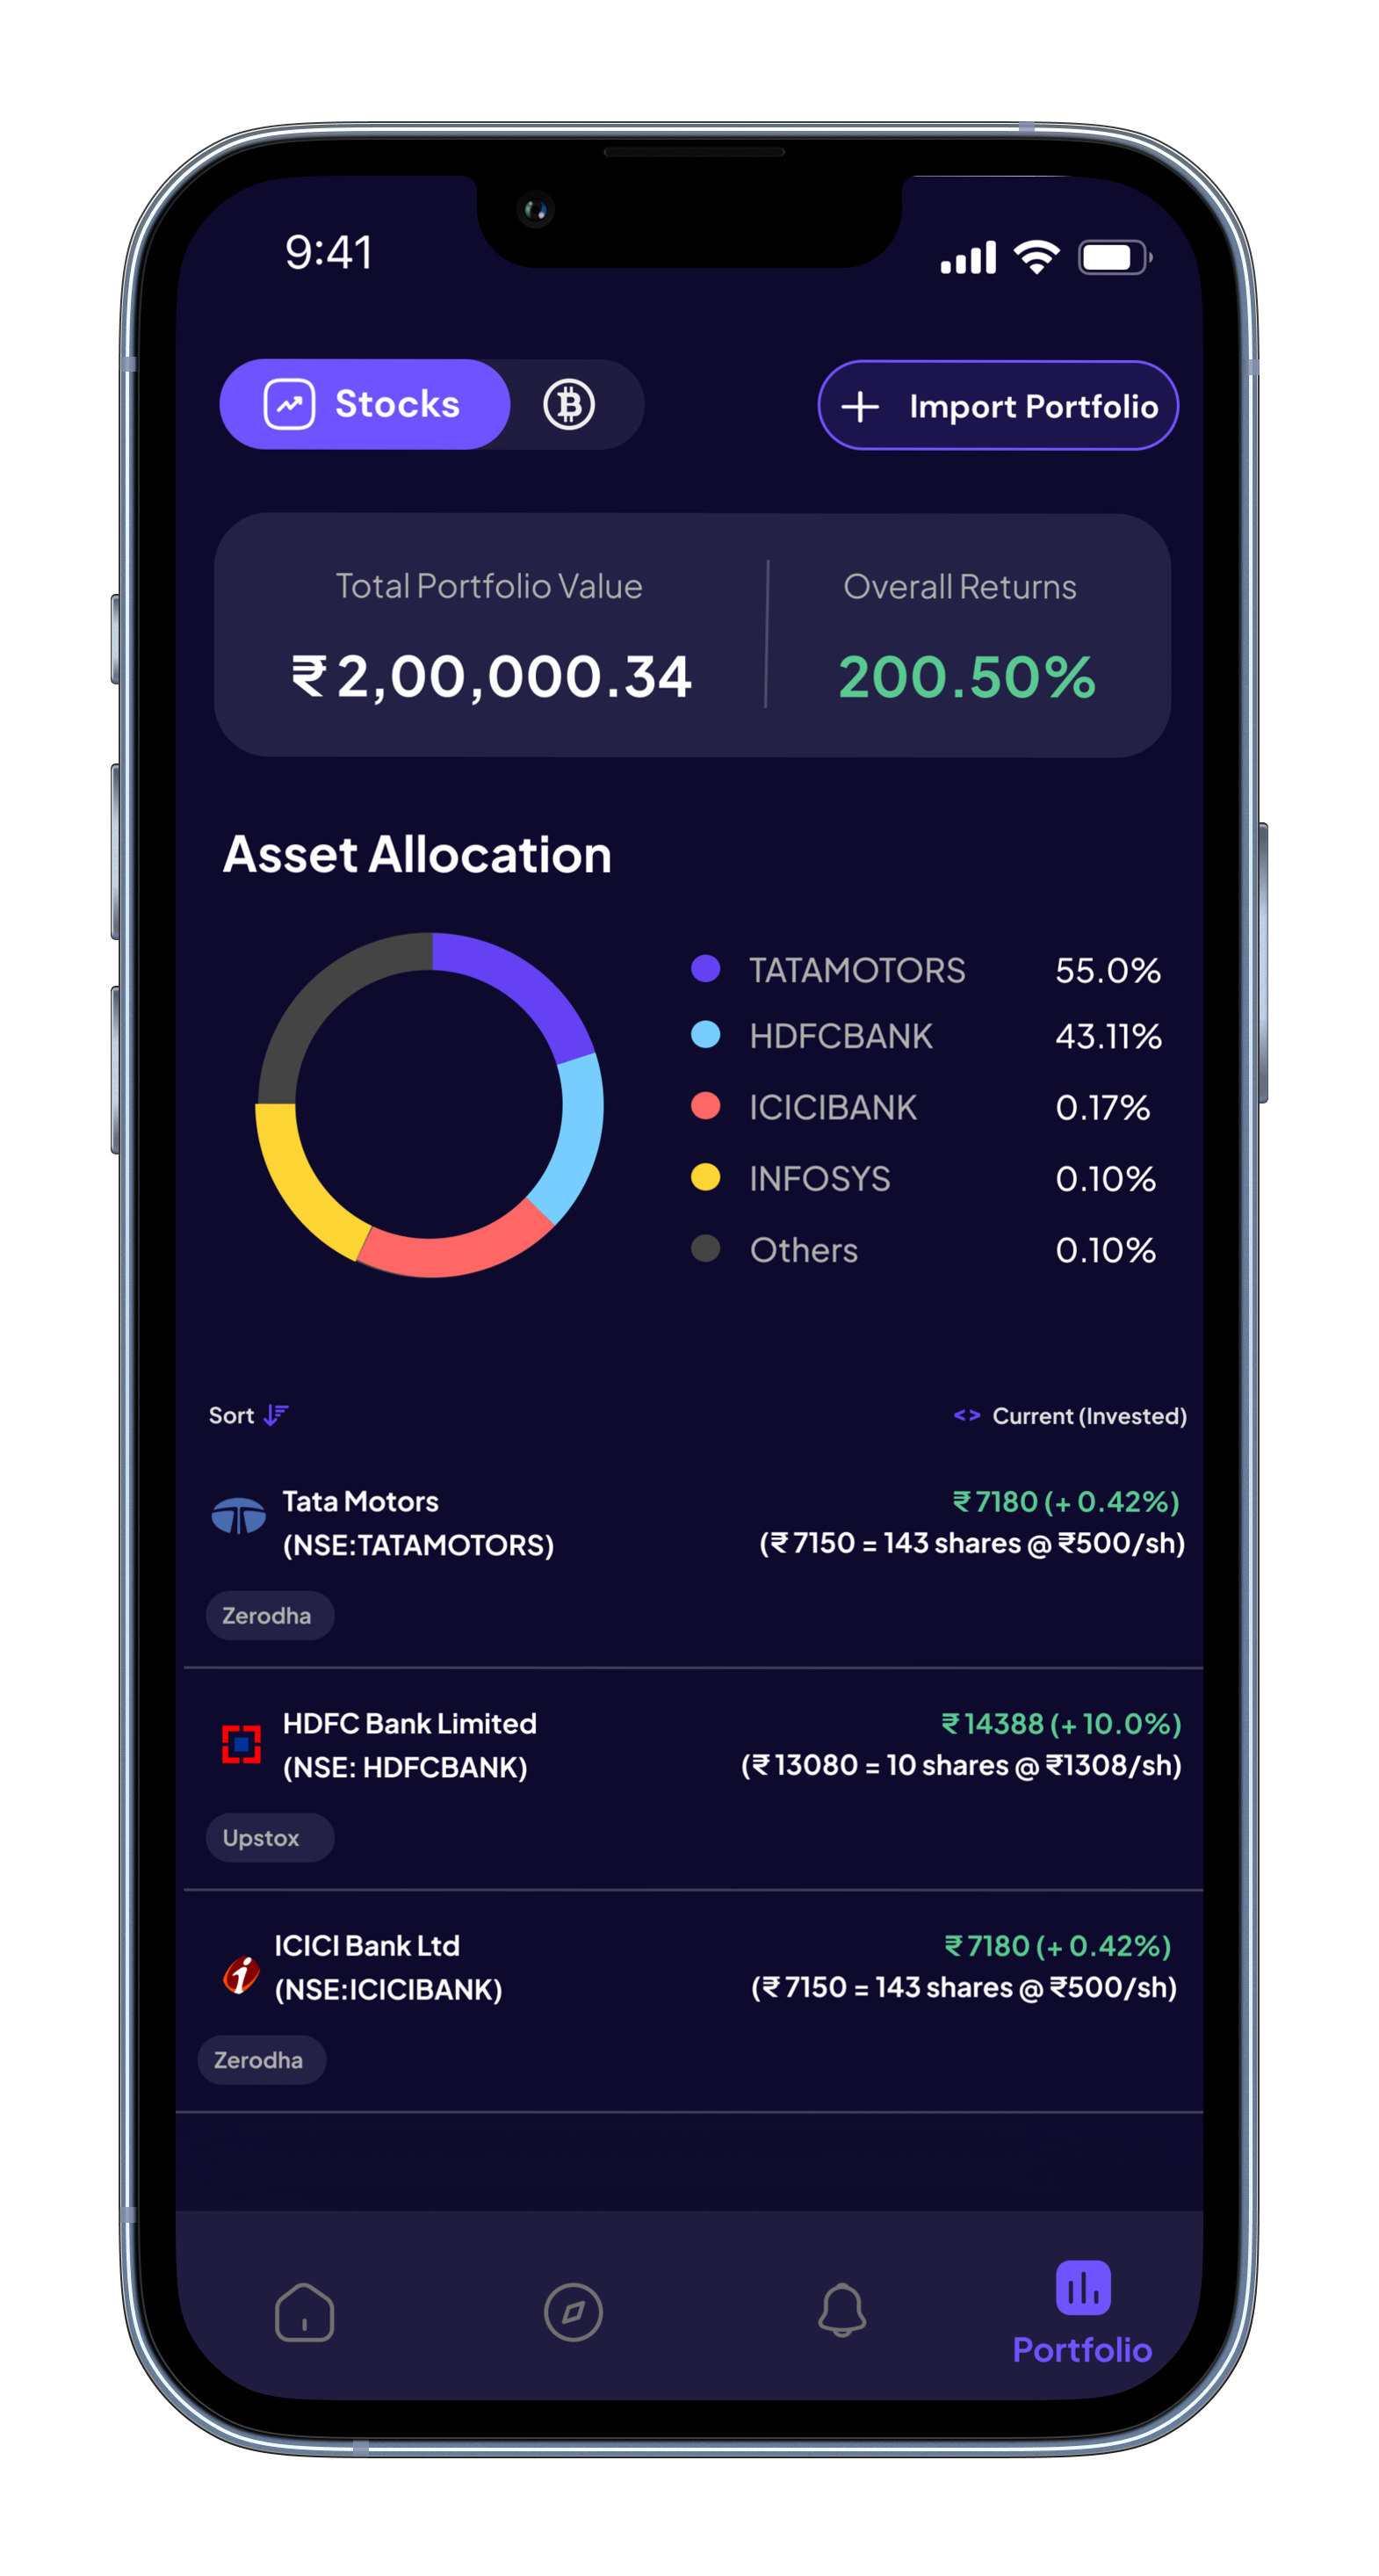 9:41
Stocks
Import Portfolio
Total Portfolio Value
Overall Returns
₹2,00,000.34
200.50%
Asset Allocation
TATAMOTORS 55.0%
HDFCBANK 43.11%
ICICIBANK 0.17%
INFOSYS 0.10%
Others 0.10%
Sort
<> Current (Invested)
Tata Motors
₹7180 (+ 0.42%)
(NSE:TATAMOTORS)
(₹7150 = 143 shares @ ₹500/sh)
Zerodha
HDFC Bank Limited
₹14388 (+ 10.0%)
(NSE: HDFCBANK)
(₹13080 = 10 shares @ ₹1308/sh)
Upstox
ICICI Bank Ltd
₹7180 (+ 0.42%)
(NSE:ICICIBANK)
(₹7150 = 143 shares @ ₹500/sh)
Zerodha
Portfolio